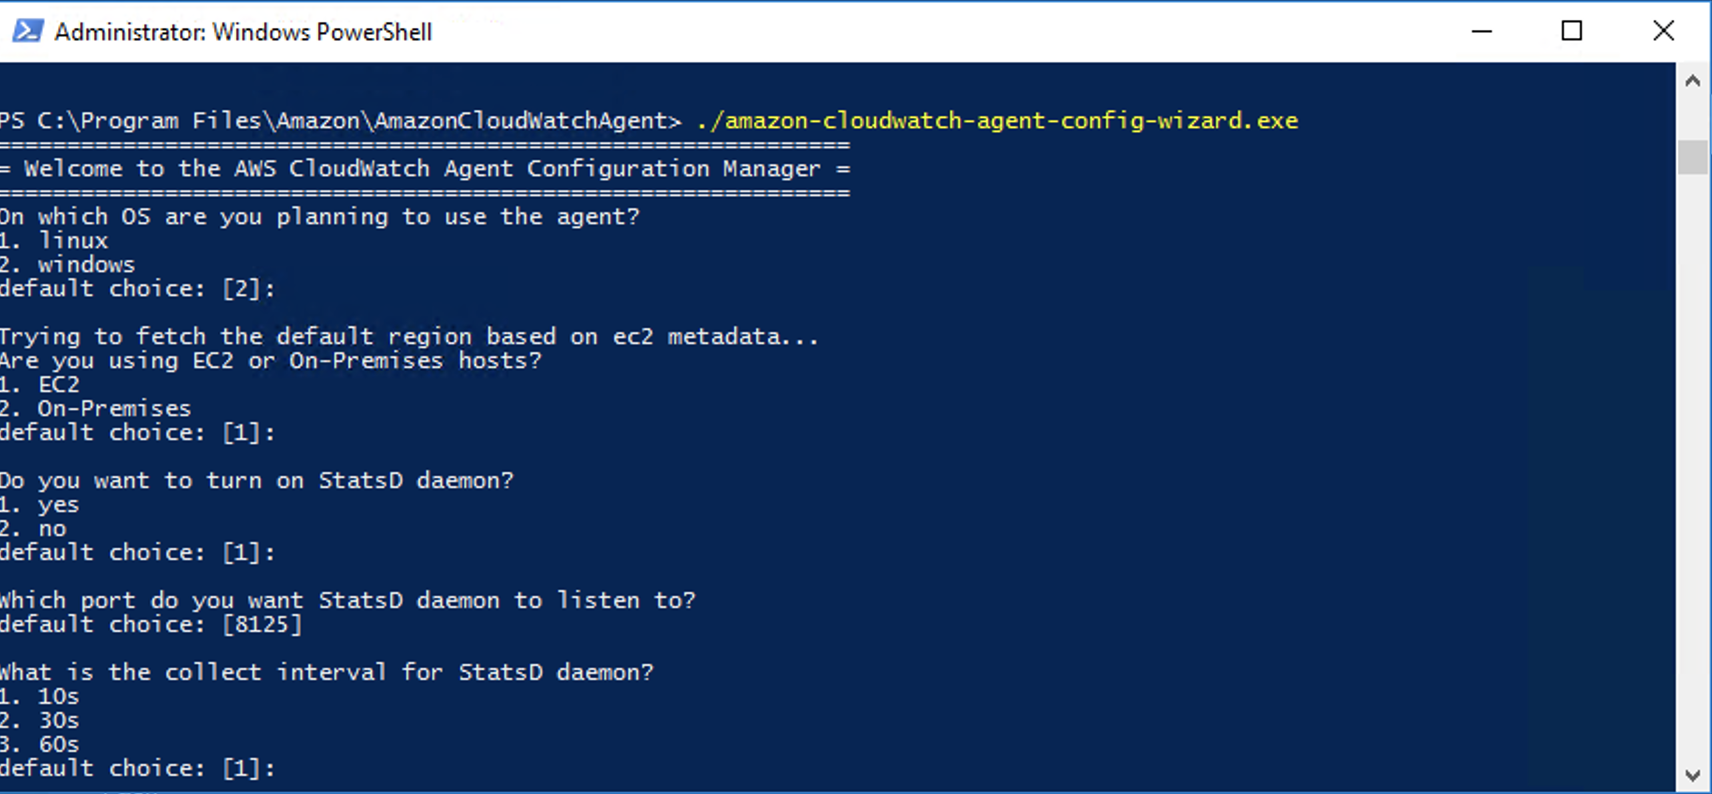 Administrator: Windows PowerShell
PS C:\Program Files\Amazon\AmazonCloudWatchAgent> ./amazon-cloudwatch-agent-config-wizard.exe
=============================================================
= Welcome to the AWS CloudWatch Agent Configuration Manager =
=============================================================
On which OS are you planning to use the agent?
1. linux
2. windows
default choice: [2]:
Trying to fetch the default region based on ec2 metadata...
Are you using EC2 or On-Premises hosts?
1. EC2
2. On-Premises
default choice: [1]:
Do you want to turn on StatsD daemon?
1. yes
2. no
default choice: [1]:
Which port do you want StatsD daemon to listen to?
default choice: [8125]
What is the collect interval for StatsD daemon?
1. 10s
2. 30s
3. 60s
default choice: [1]: